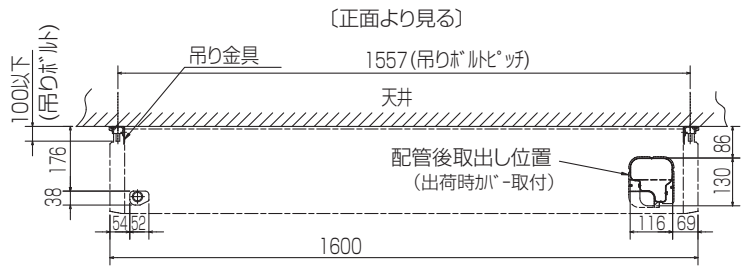 〔正面より見る〕
吊り金具
1557(吊りボルトピッチ)
100以下
(吊りボルト)
天井
86
176
配管後取出し位置
(出荷時カバー取付)
130
38
54
52
116
69
1600